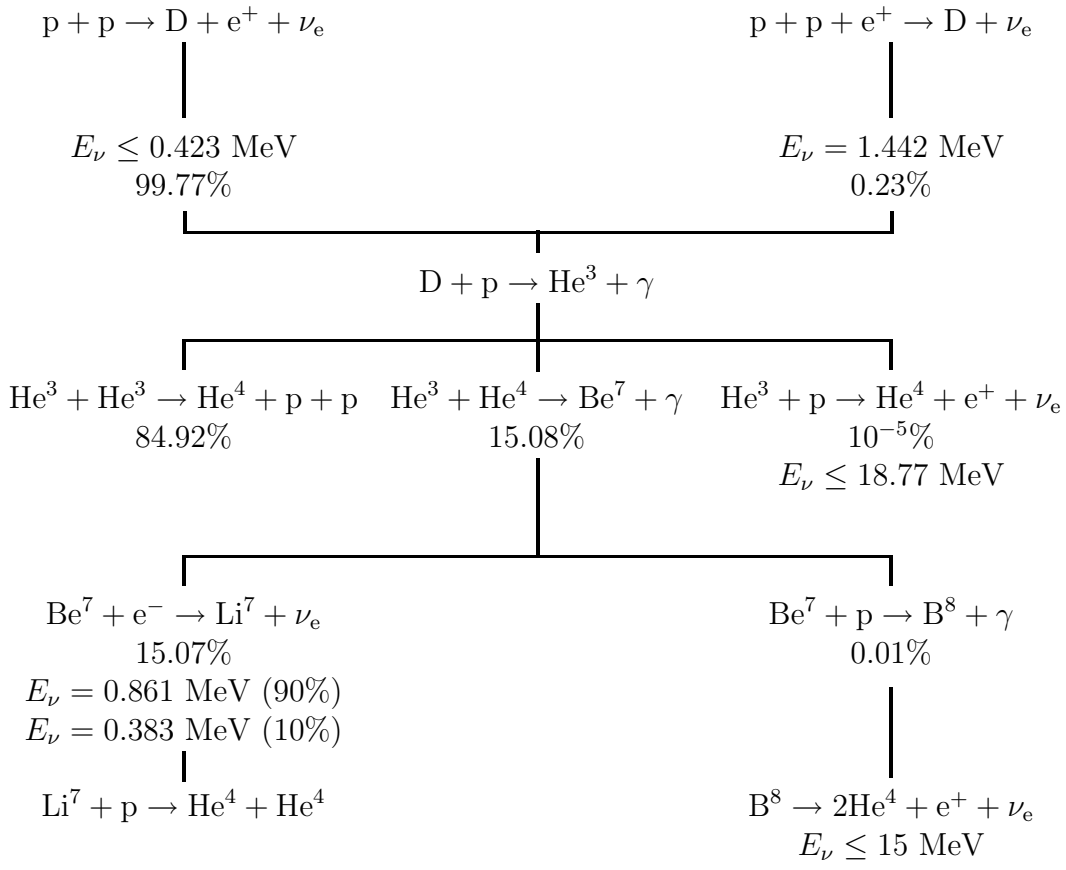 p + p → D + e⁺ + νₑ
p + p + e⁺ → D + νₑ
E_ν ≤ 0.423 MeV
99.77%
E_ν = 1.442 MeV
0.23%
D + p → He³ + γ
He³ + He³ → He⁴ + p + p
84.92%
He³ + He⁴ → Be⁷ + γ
15.08%
He³ + p → He⁴ + e⁺ + νₑ
10⁻⁵%
E_ν ≤ 18.77 MeV
Be⁷ + e⁻ → Li⁷ + νₑ
15.07%
E_ν = 0.861 MeV (90%)
E_ν = 0.383 MeV (10%)
Li⁷ + p → He⁴ + He⁴
Be⁷ + p → B⁸ + γ
0.01%
B⁸ → 2He⁴ + e⁺ + νₑ
E_ν ≤ 15 MeV